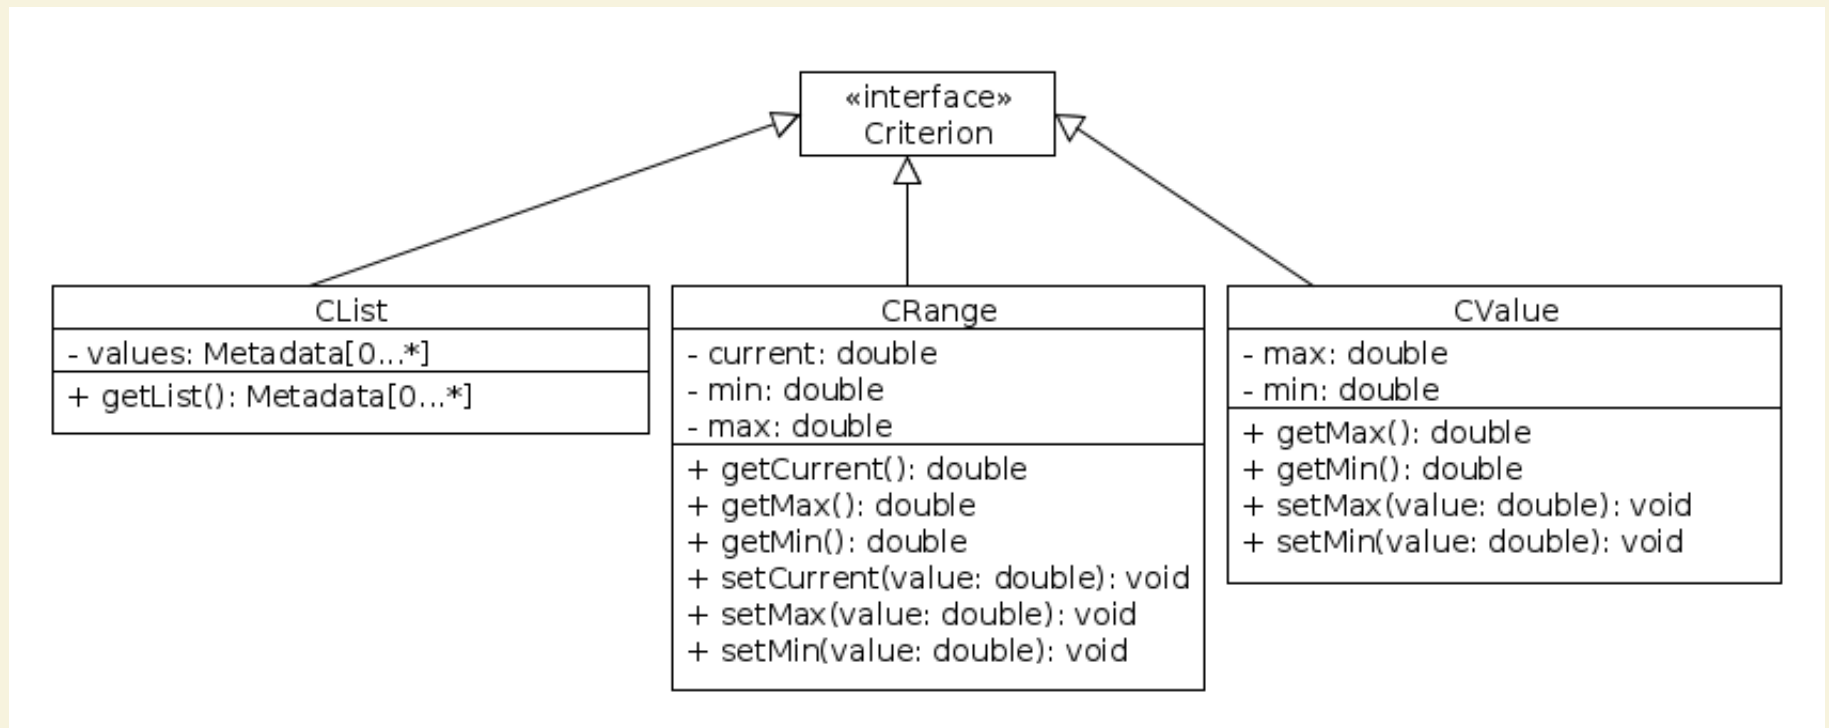 «interface»
Criterion
CList
- values: Metadata[0...*]
+ getList(): Metadata[0...*]
CRange
- current: double
- min: double
- max: double
+ getCurrent(): double
+ getMax(): double
+ getMin(): double
+ setCurrent(value: double): void
+ setMax(value: double): void
+ setMin(value: double): void
CValue
- max: double
- min: double
+ getMax(): double
+ getMin(): double
+ setMax(value: double): void
+ setMin(value: double): void